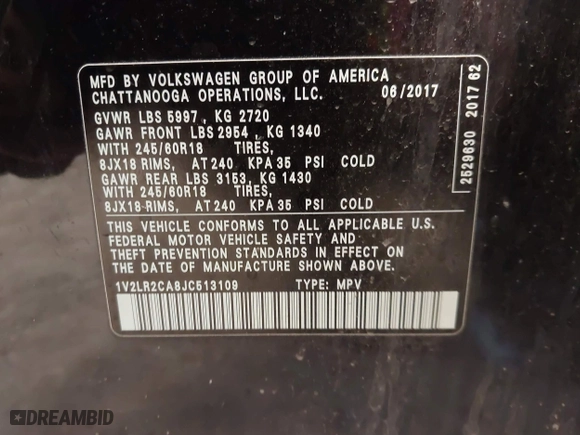 MFD BY VOLKSWAGEN GROUP OF AMERICA
CHATTANOOGA OPERATIONS, LLC. 06/2017
GVWR LBS 5997 , KG 2720
GAWR FRONT LBS 2954 , KG 1340
WITH 245/60R18 TIRES,
8JX18 RIMS, AT 240 KPA 35 PSI COLD
GAWR REAR LBS 3153, KG 1430
WITH 245/60R18 TIRES,
8JX18-RIMS, AT 240 KPA 35 PSI COLD
THIS VEHICLE CONFORMS TO ALL APPLICABLE U.S.
FEDERAL MOTOR VEHICLE SAFETY AND
THEFT PREVENTION STANDARDS IN EFFECT ON
THE DATE OF MANUFACTURE SHOWN ABOVE.
1V2LR2CA8JC513109 TYPE: MPV
2529630 2017 62
DREAMBID